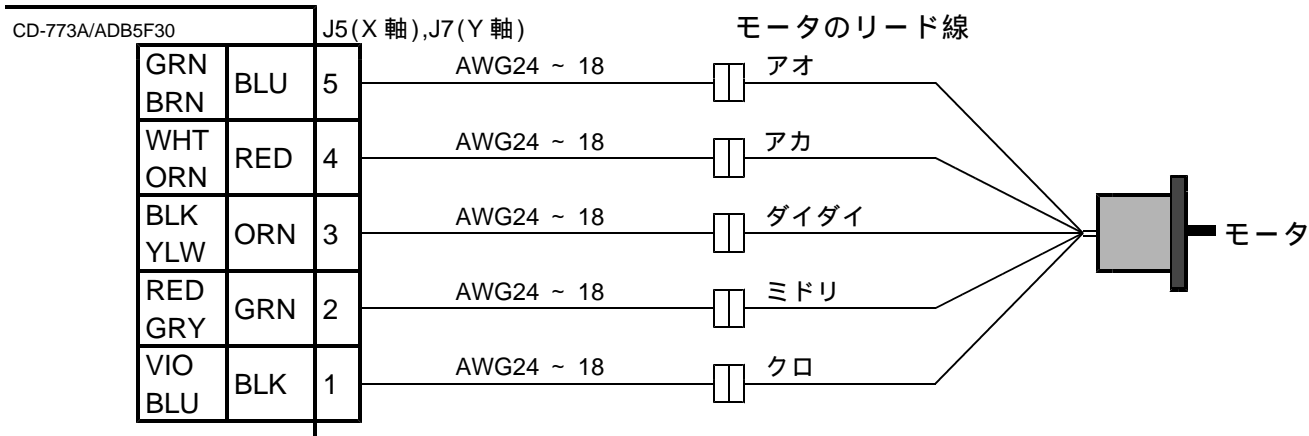 CD-773A/ADB5F30
J5(X軸),J7(Y軸)
モータのリード線
GRN
BRN
BLU
5
AWG24 ~ 18
アオ
WHT
ORN
RED
4
AWG24 ~ 18
アカ
BLK
YLW
ORN
3
AWG24 ~ 18
ダイダイ
モータ
RED
GRY
GRN
2
AWG24 ~ 18
ミドリ
VIO
BLU
BLK
1
AWG24 ~ 18
クロ